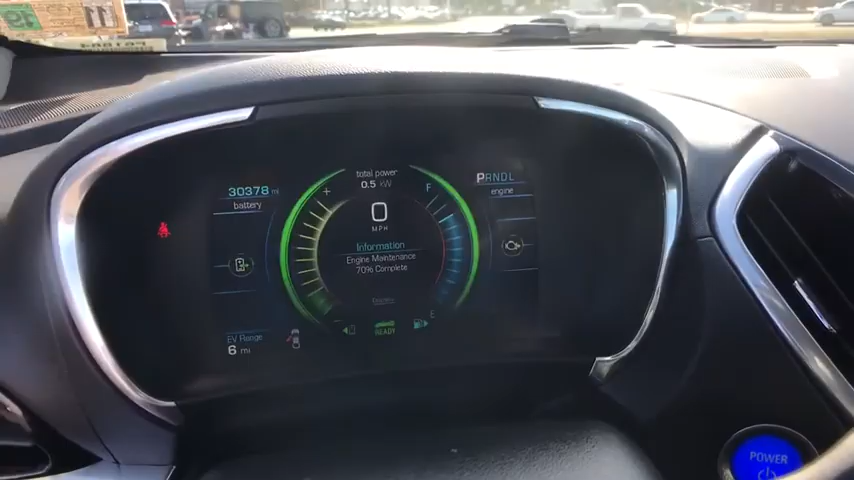 total power
0.5 kW
30378 mi
battery
PRNDL
engine
+
F
0
MPH
Information
Engine Maintenance
70% Complete
E
EV Range
6 mi
READY
POWER